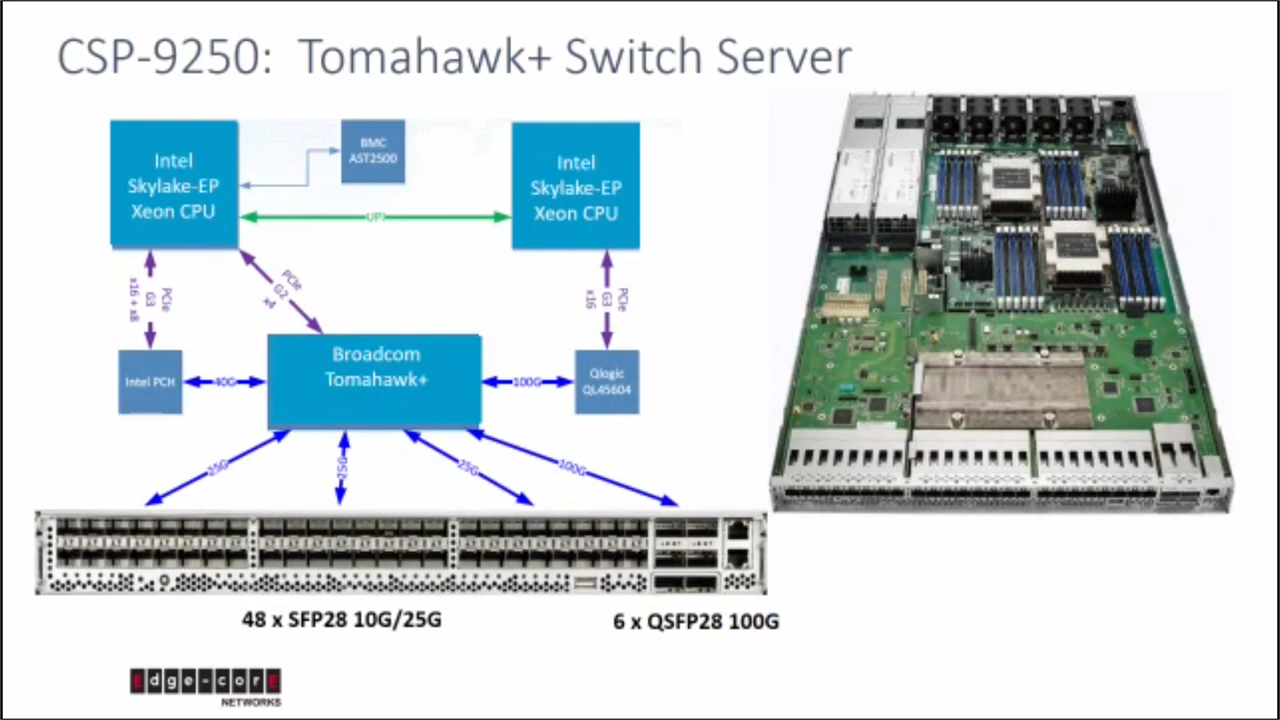 CSP-9250: Tomahawk+ Switch Server
Intel
Skylake-EP
Xeon CPU
BMC
AST2500
Intel
Skylake-EP
Xeon CPU
UPI
PCIe
G3
x16 + x8
PCIe
G2
x4
PCIe
G3
x16
Broadcom
Tomahawk+
Intel PCH
40G
100G
Qlogic
QL45604
25G
25G
25G
100G
48 x SFP28 10G/25G
6 x QSFP28 100G
Edge-corE
NETWORKS